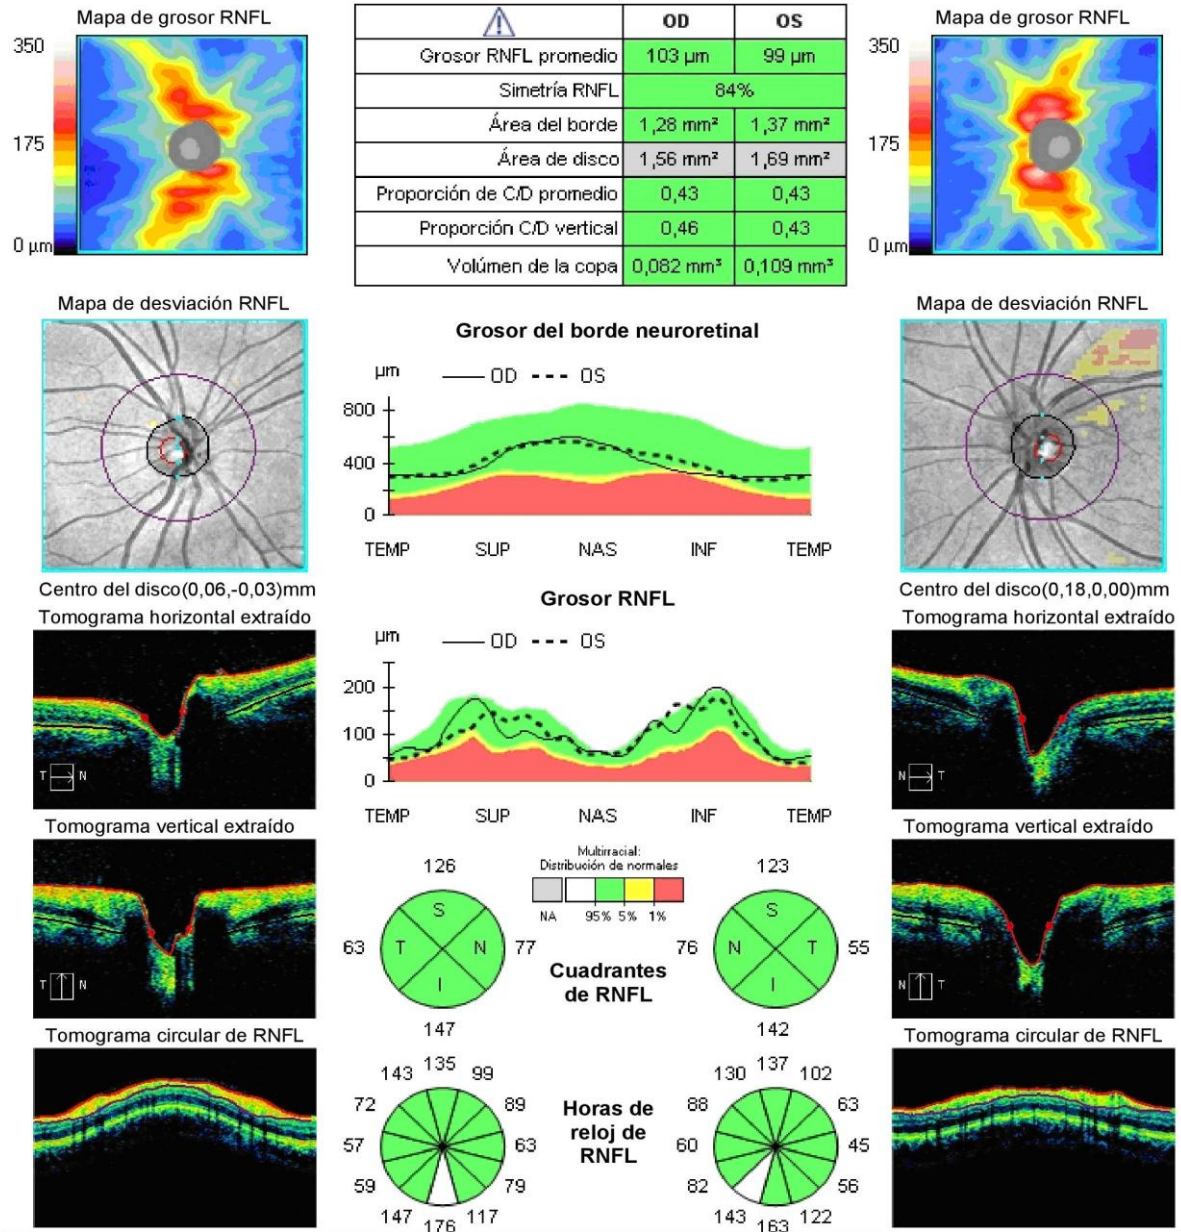 Mapa de grosor RNFL
350
175
0 µm
OD OS
Grosor RNFL promedio 103 µm 99 µm
Simetría RNFL 84%
Área del borde 1,28 mm² 1,37 mm²
Área de disco 1,56 mm² 1,69 mm²
Proporción de C/D promedio 0,43 0,43
Proporción C/D vertical 0,46 0,43
Volúmen de la copa 0,082 mm³ 0,109 mm³
Mapa de grosor RNFL
350
175
0 µm
Mapa de desviación RNFL
Centro del disco(0,06,-0,03)mm
Grosor del borde neuroretinal
µm OD OS
800
400
0
TEMP SUP NAS INF TEMP
Mapa de desviación RNFL
Centro del disco(0,18,0,00)mm
Tomograma horizontal extraído
T N
Grosor RNFL
µm OD OS
200
100
0
TEMP SUP NAS INF TEMP
Tomograma horizontal extraído
N T
Tomograma vertical extraído
T N
Multirracial:
Distribución de normales
NA 95% 5% 1%
126
S
63 T N 77
I
147
Cuadrantes
de RNFL
123
S
76 N T 55
I
142
Tomograma vertical extraído
N T
Tomograma circular de RNFL
143 135 99
72 89
57 63
59 79
147 176 117
Horas de
reloj de
RNFL
130 137 102
88 63
60 45
82 56
143 163 122
Tomograma circular de RNFL